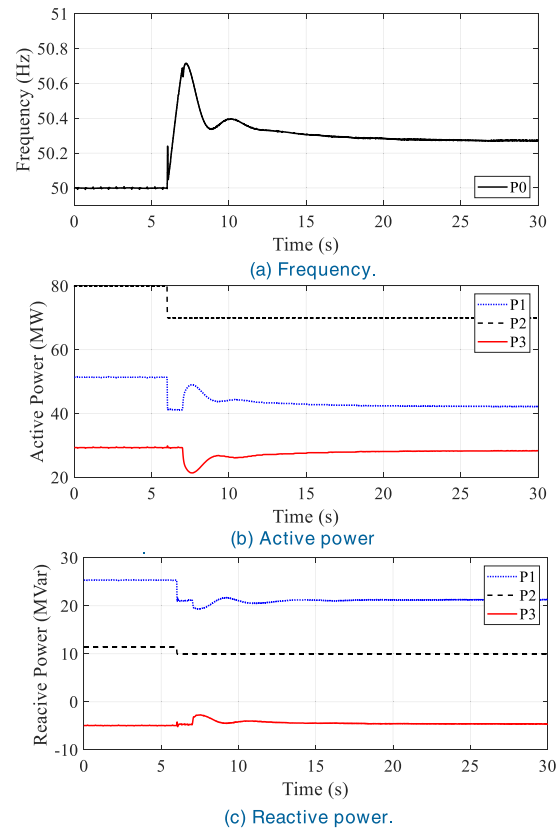 51
50.8
50.6
50.4
50.2
50
Frequency (Hz)
P0
0 5 10 15 20 25 30
Time (s)
(a) Frequency.
80
60
40
20
Active Power (MW)
P1
P2
P3
0 5 10 15 20 25 30
Time (s)
(b) Active power
30
20
10
0
-10
Reacive Power (MVar)
P1
P2
P3
0 5 10 15 20 25 30
Time (s)
(c) Reactive power.